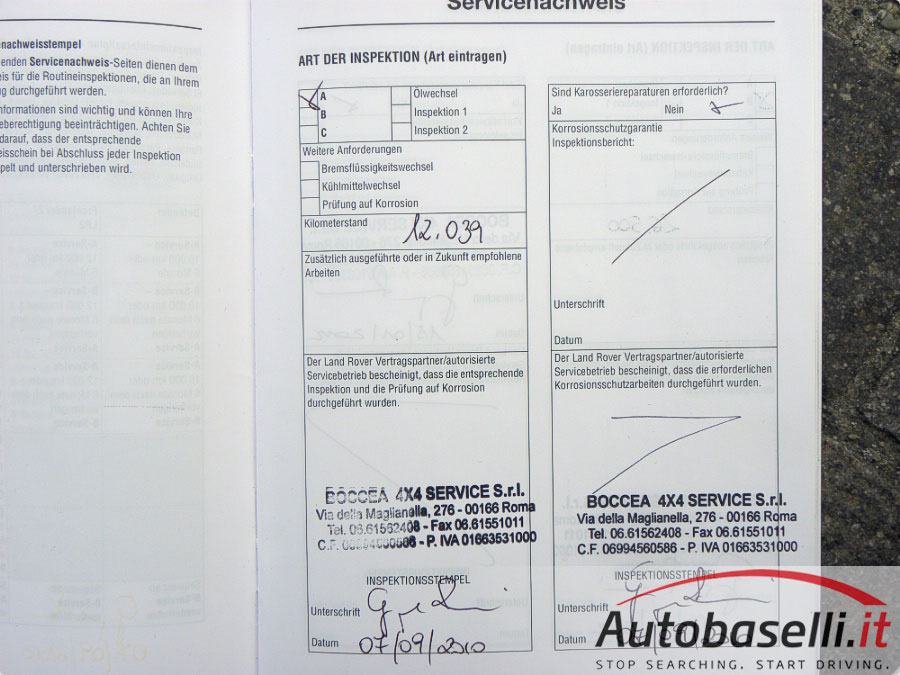 Servicenachweis
enachweisstempel
enden Servicenachweis-Seiten dienen dem
eis für die Routineinspektionen, die an Ihrem
g durchgeführt werden.
nformationen sind wichtig und können Ihre
eberechtigung beeinträchtigen. Achten Sie
darauf, dass der entsprechende
eisschein bei Abschluss jeder Inspektion
pelt und unterschrieben wird.
ART DER INSPEKTION (Art eintragen)
A
B
C
Ölwechsel
Inspektion 1
Inspektion 2
Weitere Anforderungen
Bremsflüssigkeitswechsel
Kühlmittelwechsel
Prüfung auf Korrosion
Kilometerstand 12.039
Zusätzlich ausgeführte oder in Zukunft empfohlene
Arbeiten
Der Land Rover Vertragspartner/autorisierte
Servicebetrieb bescheinigt, dass die entsprechende
Inspektion und die Prüfung auf Korrosion
durchgeführt wurden.
BOCCEA 4X4 SERVICE S.r.l.
Via della Maglianella, 276 - 00166 Roma
Tel. 06.61562408 - Fax 06.61551011
C.F. 06994560586 - P. IVA 01663531000
INSPEKTIONSSTEMPEL
Unterschrift
Datum 07/09/2010
Sind Karosseriereparaturen erforderlich?
Ja Nein
Korrosionsschutzgarantie
Inspektionsbericht:
Unterschrift
Datum
Der Land Rover Vertragspartner/autorisierte
Servicebetrieb bescheinigt, dass die erforderlichen
Korrosionsschutzarbeiten durchgeführt wurden.
BOCCEA 4X4 SERVICE S.r.l.
Via della Maglianella, 276 - 00166 Roma
Tel. 06.61562408 - Fax 06.61551011
C.F. 06994560586 - P. IVA 01663531000
INSPEKTIONSSTEMPEL
Unterschrift
Datum 07/09/2010
Autobaselli.it
STOP SEARCHING. START DRIVING.